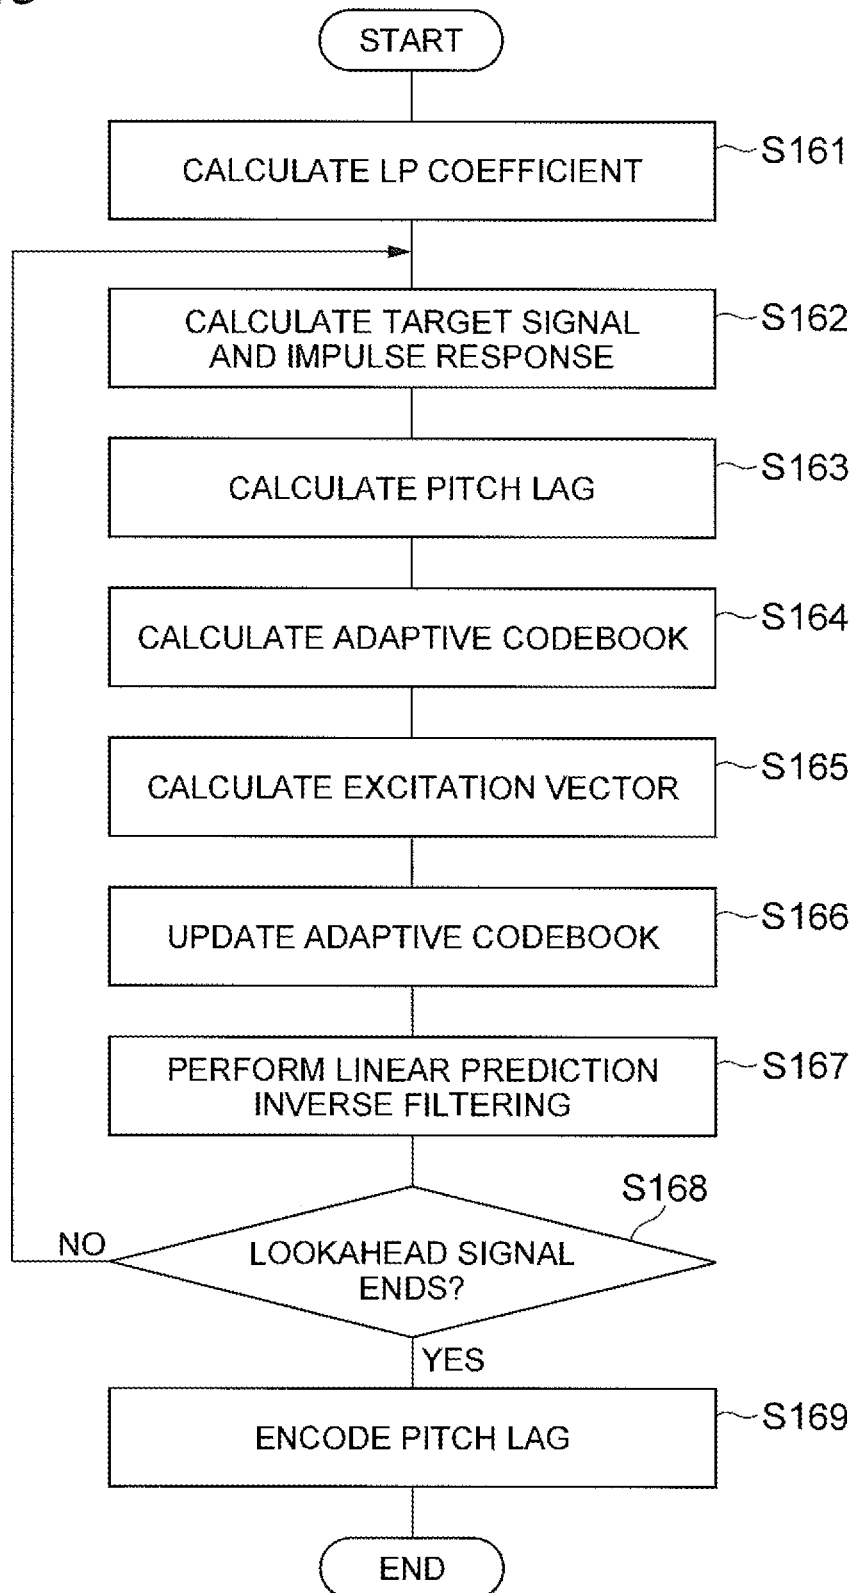 START
CALCULATE LP COEFFICIENT
S161
CALCULATE TARGET SIGNAL
AND IMPULSE RESPONSE
S162
CALCULATE PITCH LAG
S163
CALCULATE ADAPTIVE CODEBOOK
S164
CALCULATE EXCITATION VECTOR
S165
UPDATE ADAPTIVE CODEBOOK
S166
PERFORM LINEAR PREDICTION
INVERSE FILTERING
S167
S168
NO
LOOKAHEAD SIGNAL
ENDS?
YES
ENCODE PITCH LAG
S169
END